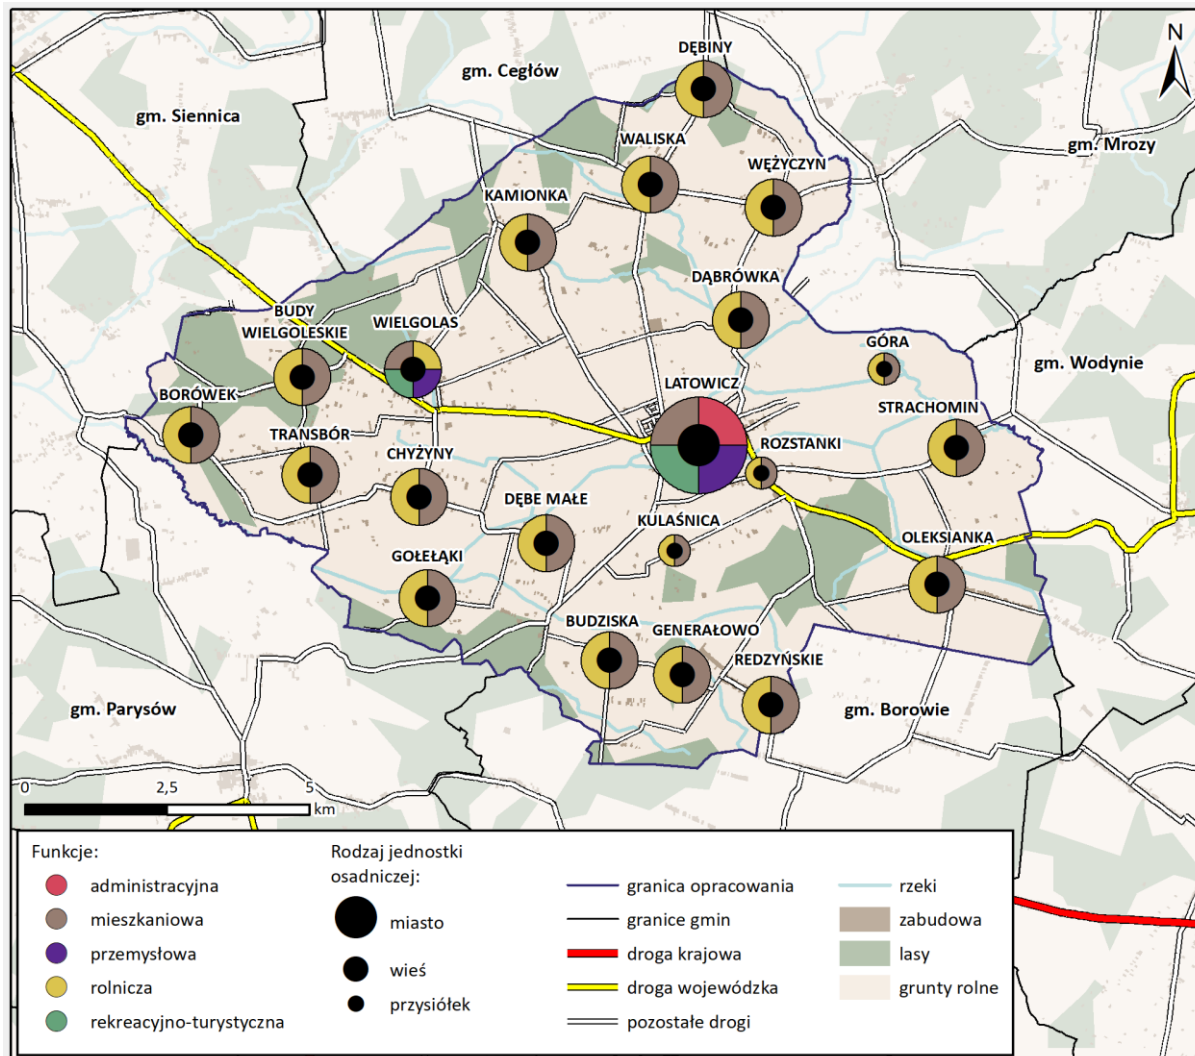 N
DĘBINY
gm. Cegłów
gm. Siennica
WALISKA
gm. Mrozy
WĘŻYCZYN
KAMIONKA
DĄBRÓWKA
BUDY
WIELGOLESKIE
WIELGOLAS
GÓRA
gm. Wodynie
LATOWICZ
BORÓWEK
STRACHOMIN
TRANSBÓR
ROZSTANKI
CHYŻYNY
DĘBE MAŁE
KULAŚNICA
OLEKSIANKA
GOŁEŁĄKI
BUDZISKA
GENERAŁOWO
REDZYŃSKIE
gm. Parysów
gm. Borowie
0 2,5 5
km
Funkcje:
administracyjna
mieszkaniowa
przemysłowa
rolnicza
rekreacyjno-turystyczna
Rodzaj jednostki
osadniczej:
miasto
wieś
przysiółek
granica opracowania
granice gmin
droga krajowa
droga wojewódzka
pozostałe drogi
rzeki
zabudowa
lasy
grunty rolne